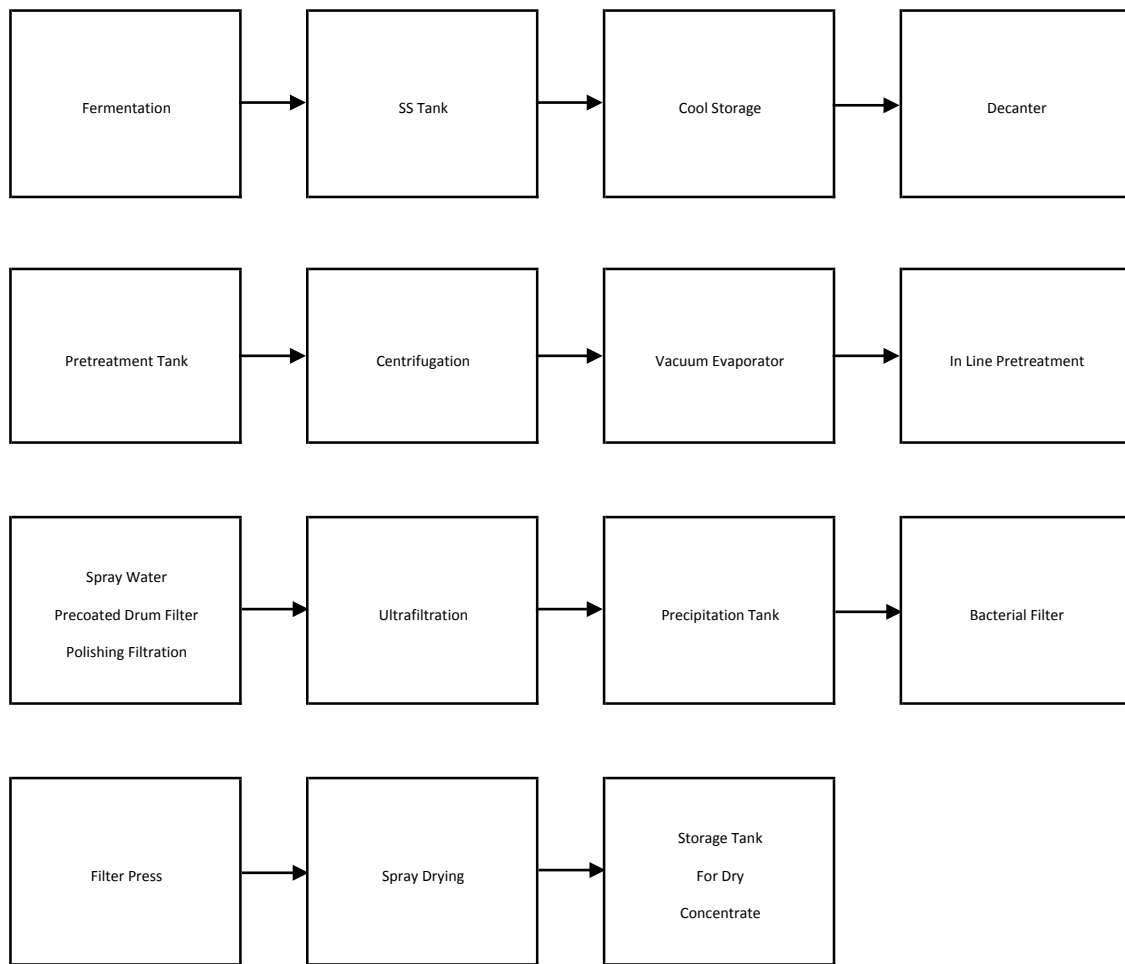 Fermentation
SS Tank
Cool Storage
Decanter
Pretreatment Tank
Centrifugation
Vacuum Evaporator
In Line Pretreatment
Spray Water
Precoated Drum Filter
Polishing Filtration
Ultrafiltration
Precipitation Tank
Bacterial Filter
Filter Press
Spray Drying
Storage Tank
For Dry
Concentrate